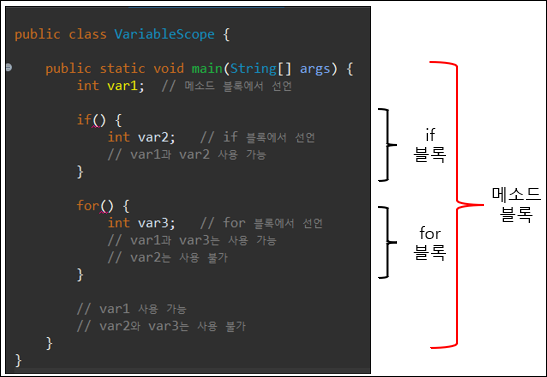 public class VariableScope {
public static void main(String[] args) {
int var1;  // 메소드 블록에서 선언
if() {
int var2;   // if 블록에서 선언
// var1과 var2 사용 가능
}
for() {
int var3;   // for 블록에서 선언
// var1과 var3는 사용 가능
// var2는 사용 불가
}
// var1 사용 가능
// var2와 var3는 사용 불가
}
}
if
블록
for
블록
메소드
블록